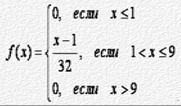 f(x) = { 0, если x ≤ 1
(x − 1)/32, если 1 < x ≤ 9
0, если x > 9